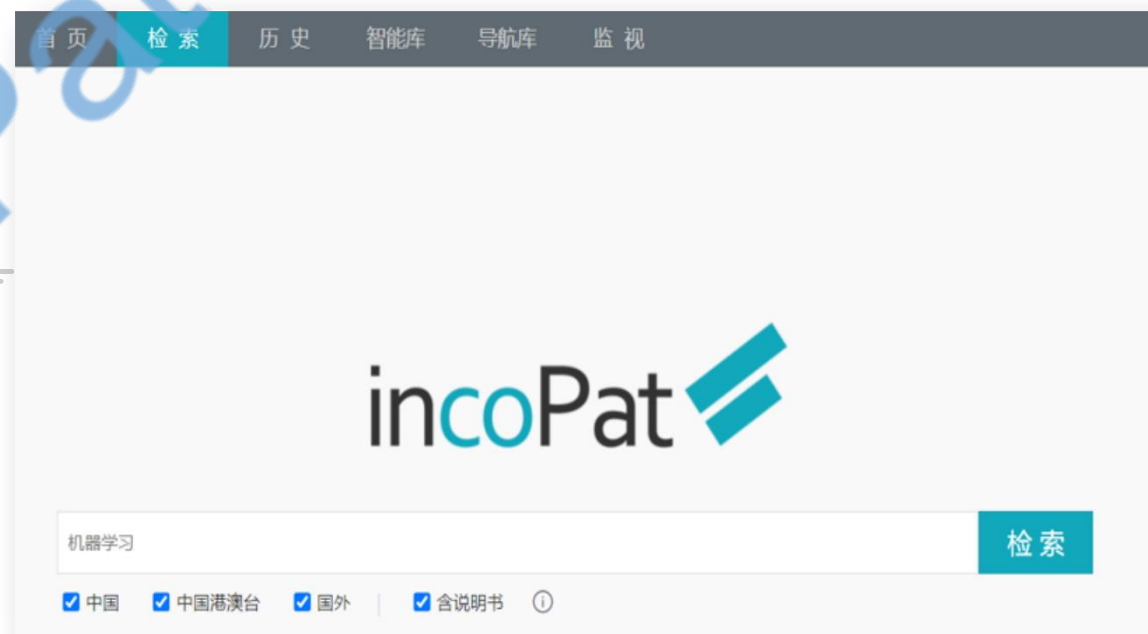 首页 检索 历史 智能库 导航库 监视
incoPat
机器学习 检索
中国 中国港澳台 国外 含说明书